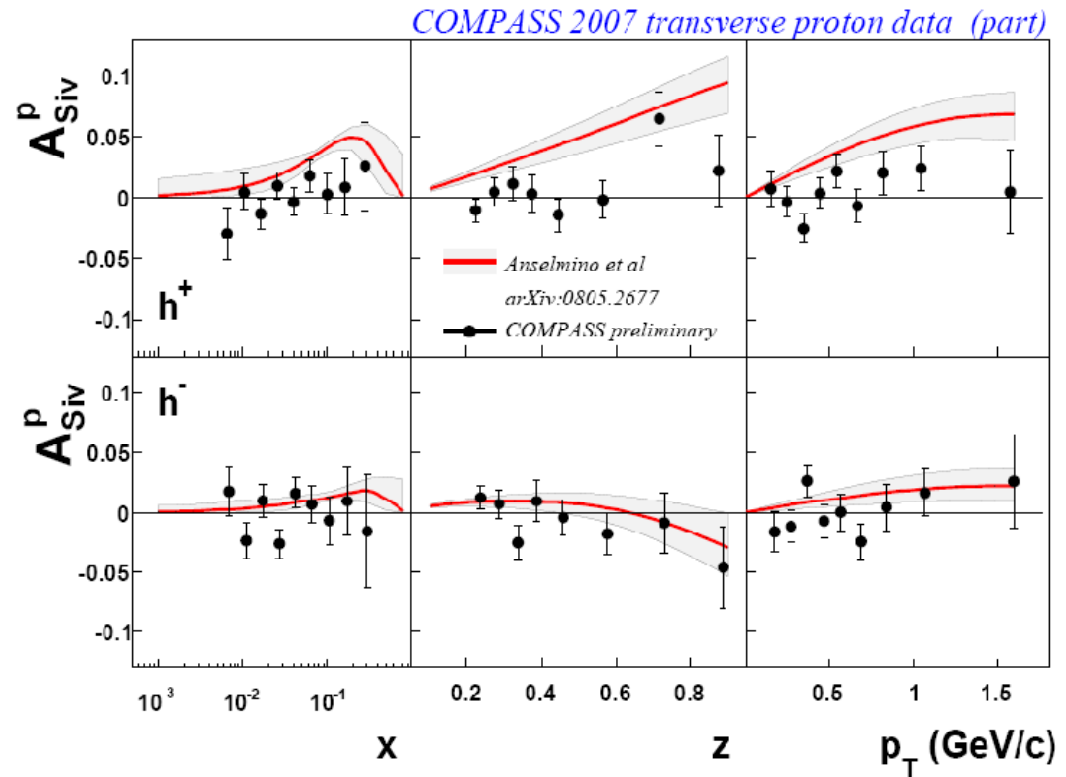 COMPASS 2007 transverse proton data (part)
A^p_Siv
0.1
0.05
0
-0.05
-0.1
h^+
Anselmino et al
arXiv:0805.2677
COMPASS preliminary
A^p_Siv
0.1
0.05
0
-0.05
-0.1
h^-
10^3 10^-2 10^-1
0.2 0.4 0.6 0.8
0.6 1 1.6
x
z
p_T (GeV/c)